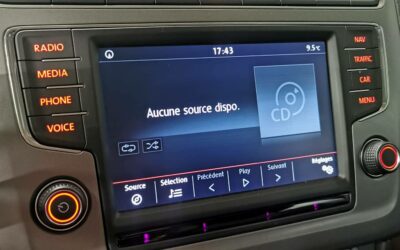 RADIO
MEDIA
PHONE
VOICE
17:43
9.5°C
Aucune source dispo.
CD
Source
Sélection
Précédent
Play
Suivant
Réglages
NAV
TRAFFIC
CAR
MENU